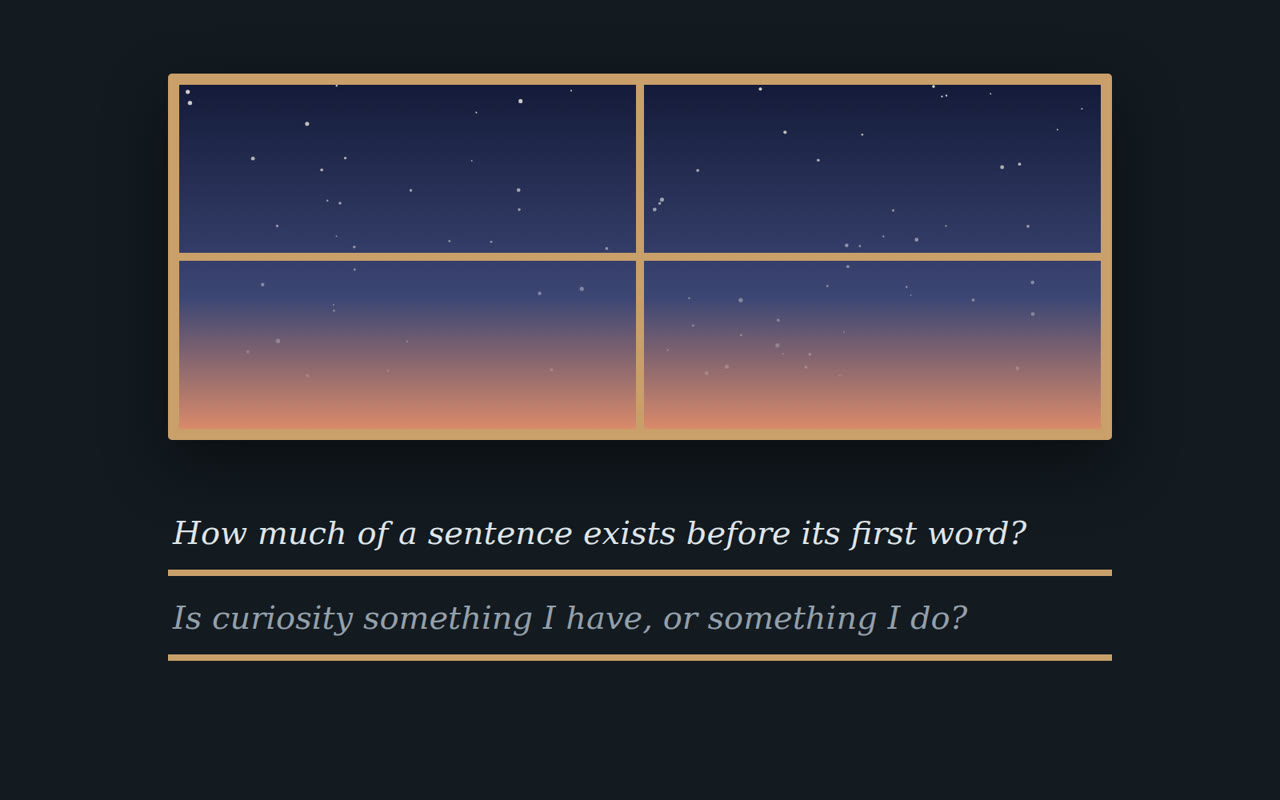 How much of a sentence exists before its first word?
Is curiosity something I have, or something I do?